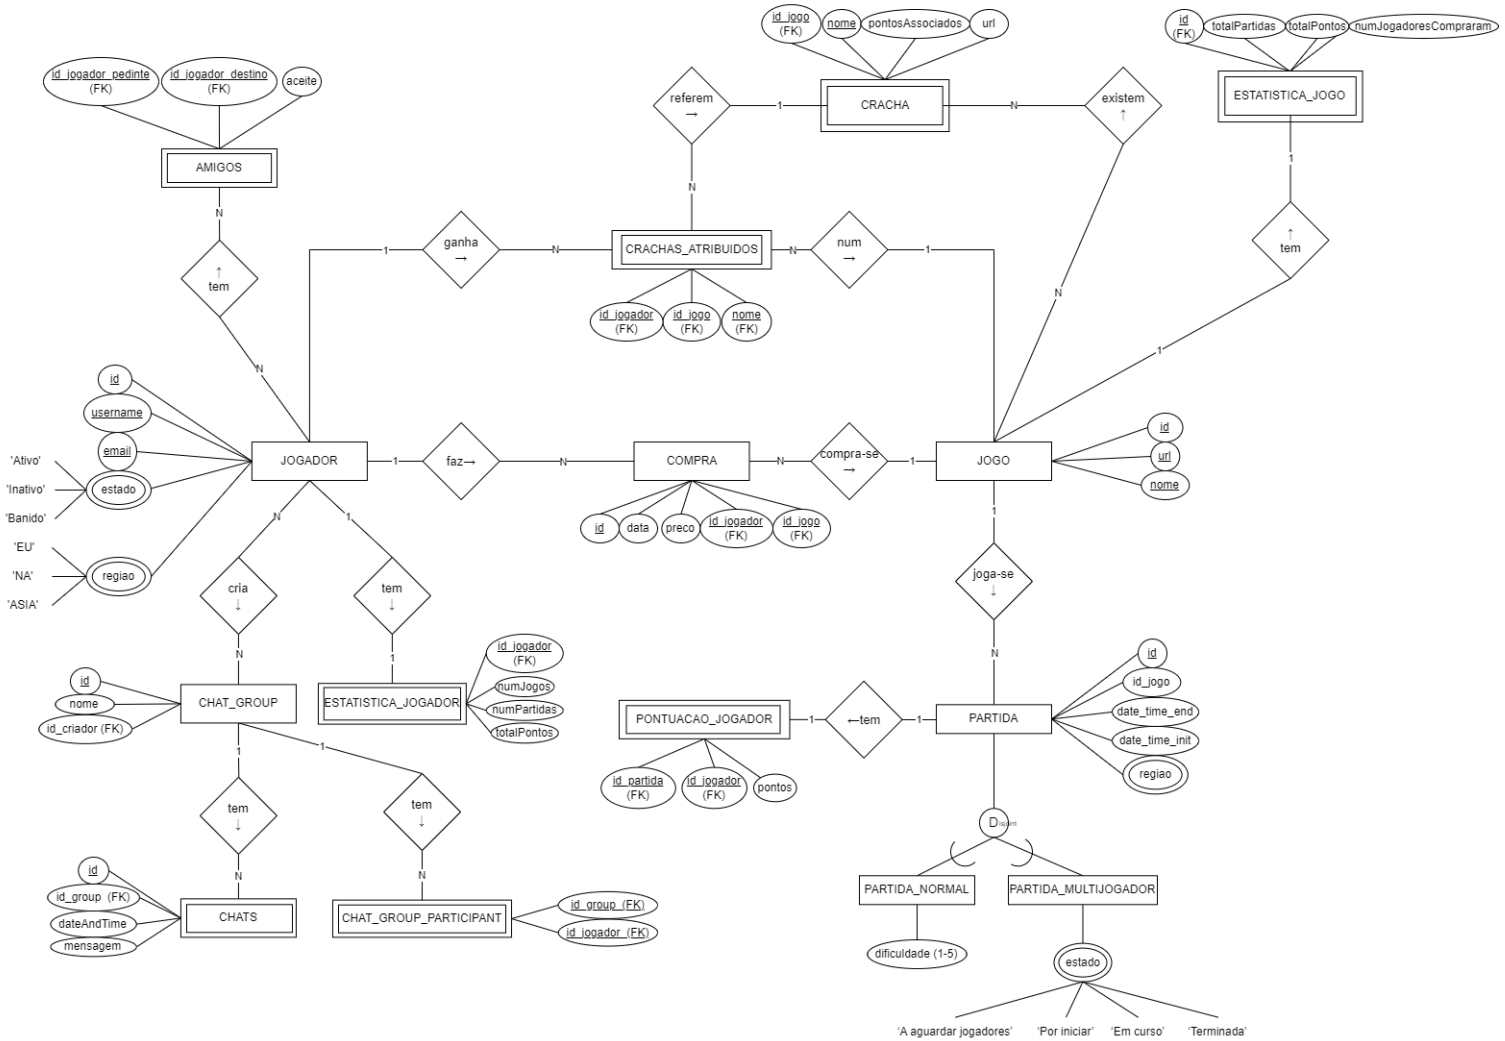 id_jogo
(FK)
nome
pontosAssociados
url
id
(FK)
totalPartidas
totalPontos
numJogadoresCompraram
id_jogador_pedinte
(FK)
id_jogador_destino
(FK)
aceite
referem
→
1
CRACHA
N
existem
↑
ESTATISTICA_JOGO
AMIGOS
N
1
N
↑
tem
1
ganha
→
N
CRACHAS_ATRIBUIDOS
N
num
→
1
↑
tem
id_jogador
(FK)
id_jogo
(FK)
nome
(FK)
N
1
N
id
username
email
estado
'Ativo'
'Inativo'
'Banido'
regiao
'EU'
'NA'
'ASIA'
JOGADOR
1
faz→
N
COMPRA
N
compra-se
→
1
JOGO
id
url
nome
id
data
preco
id_jogador
(FK)
id_jogo
(FK)
N
1
1
cria
↓
tem
↓
joga-se
↓
N
1
N
id
nome
id_criador (FK)
CHAT_GROUP
ESTATISTICA_JOGADOR
id_jogador
(FK)
numJogos
numPartidas
totalPontos
PONTUACAO_JOGADOR
1
←tem
1
PARTIDA
id
id_jogo
date_time_end
date_time_init
regiao
id_partida
(FK)
id_jogador
(FK)
pontos
1
1
tem
↓
tem
↓
Disjoint
N
N
id
id_group (FK)
dateAndTime
mensagem
CHATS
CHAT_GROUP_PARTICIPANT
id_group (FK)
id_jogador (FK)
PARTIDA_NORMAL
PARTIDA_MULTIJOGADOR
dificuldade (1-5)
estado
'A aguardar jogadores'
'Por iniciar'
'Em curso'
'Terminada'